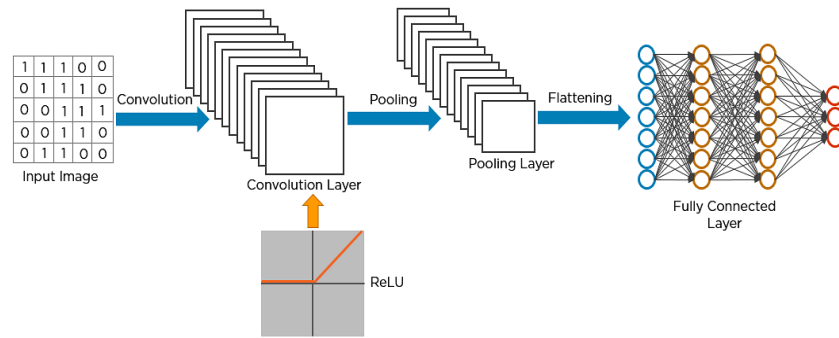 1 1 1 0 0
0 1 1 1 0
0 0 1 1 1
0 0 1 1 0
0 1 1 0 0
Input Image
Convolution
Convolution Layer
ReLU
Pooling
Pooling Layer
Flattening
Fully Connected
Layer